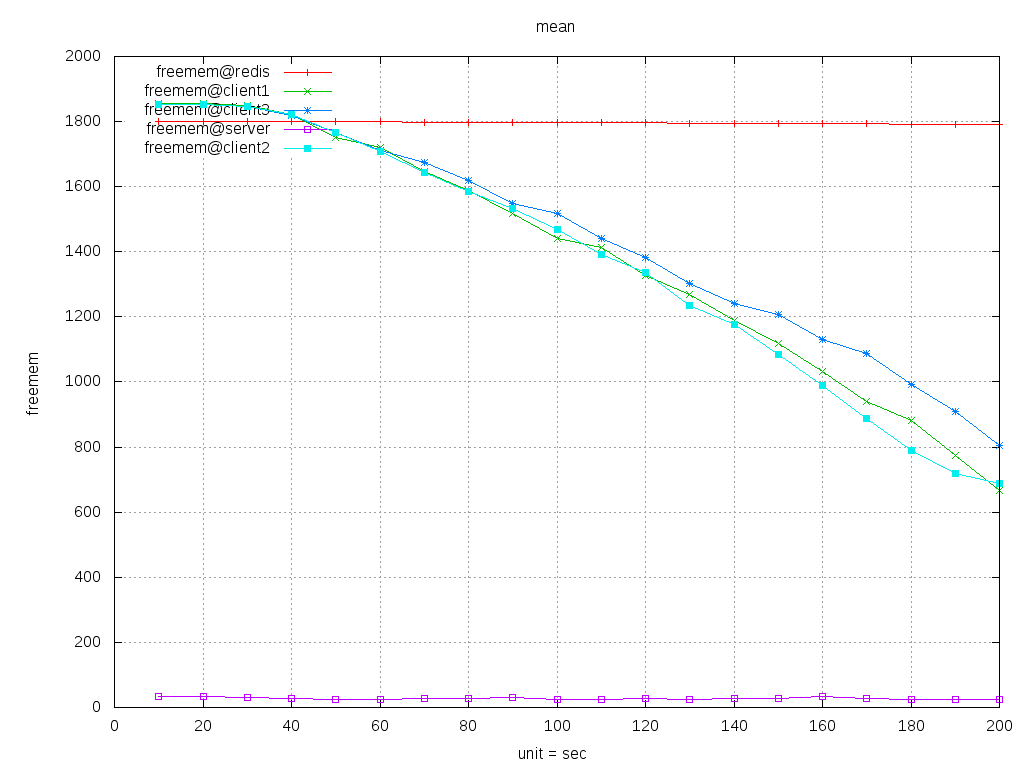 mean
2000
1800
1600
1400
1200
1000
800
600
400
200
0
freemem
freemem@redis
freemem@client1
freemem@client3
freemem@server
freemem@client2
0 20 40 60 80 100 120 140 160 180 200
unit = sec